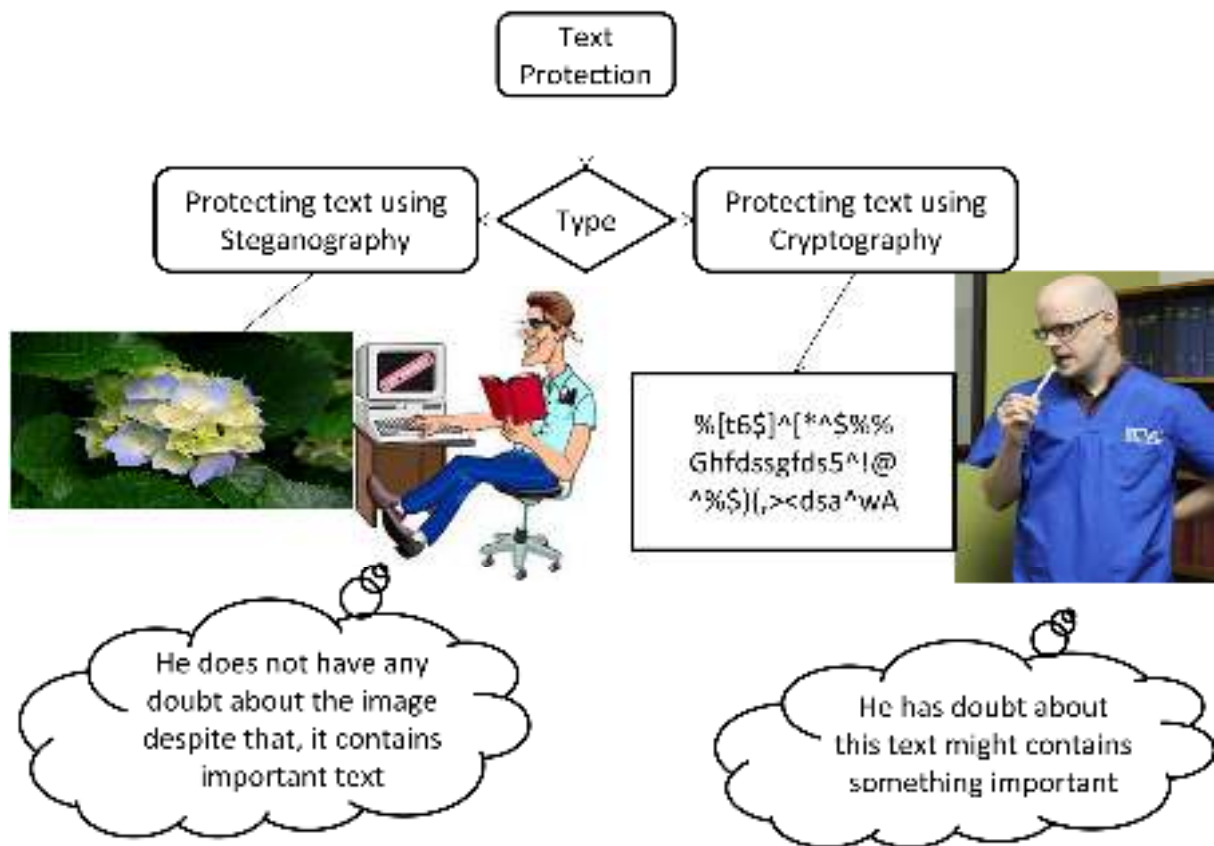 Text
Protection
Protecting text using
Steganography
Type
Protecting text using
Cryptography
%[t6$]^[*^$%%
Ghfdssgfds5^!@
^%$)(,><dsa^wA
He does not have any
doubt about the image
despite that, it contains
important text
He has doubt about
this text might contains
something important